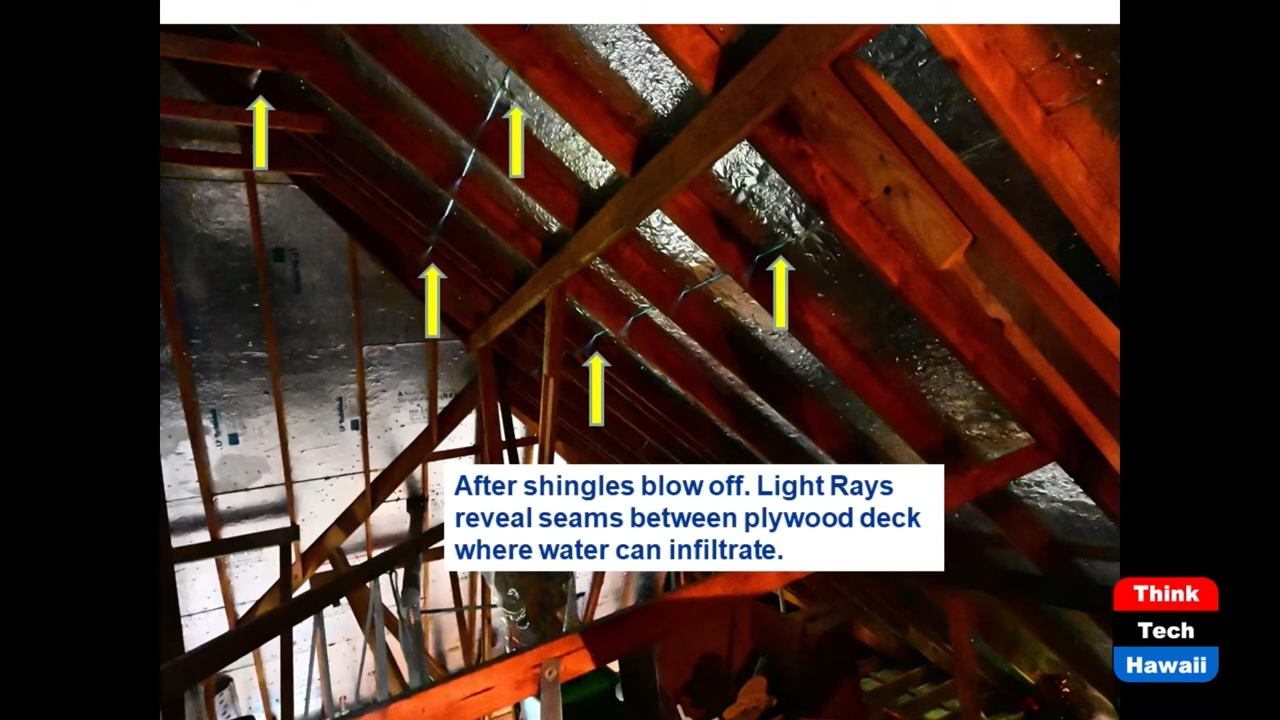 After shingles blow off. Light Rays
reveal seams between plywood deck
where water can infiltrate.
Think
Tech
Hawaii